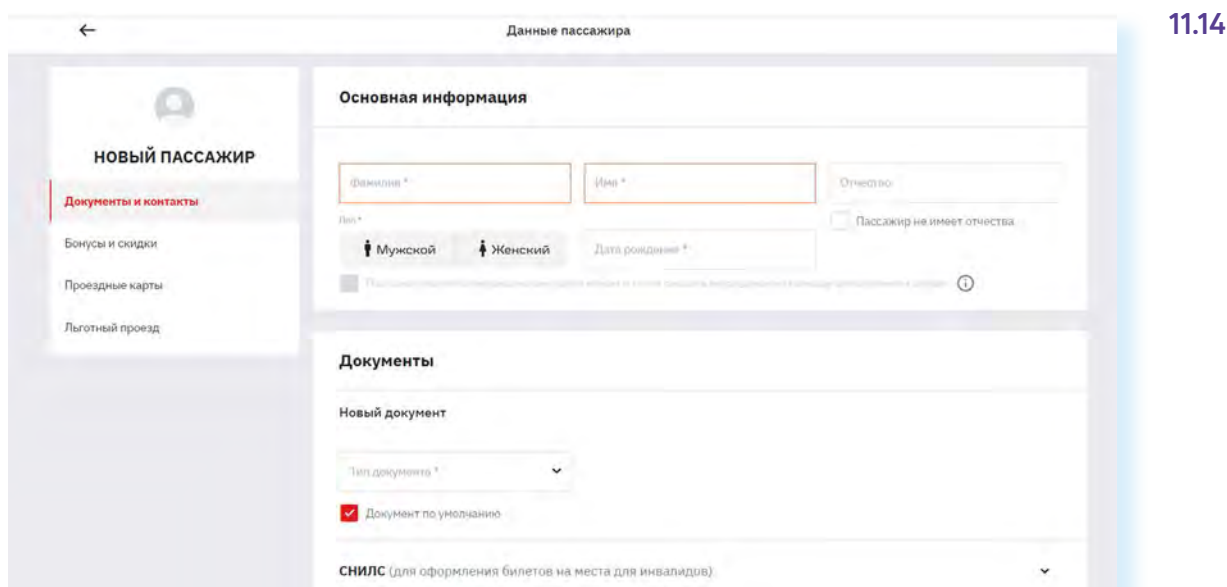 11.14
Данные пассажира
НОВЫЙ ПАССАЖИР
Документы и контакты
Бонусы и скидки
Проездные карты
Льготный проезд
Основная информация
Фамилия *
Имя *
Отчество
Пол *
Пассажир не имеет отчества
Мужской
Женский
Дата рождения *
Документы
Новый документ
Тип документа *
Документ по умолчанию
СНИЛС (для оформления билетов на места для инвалидов)